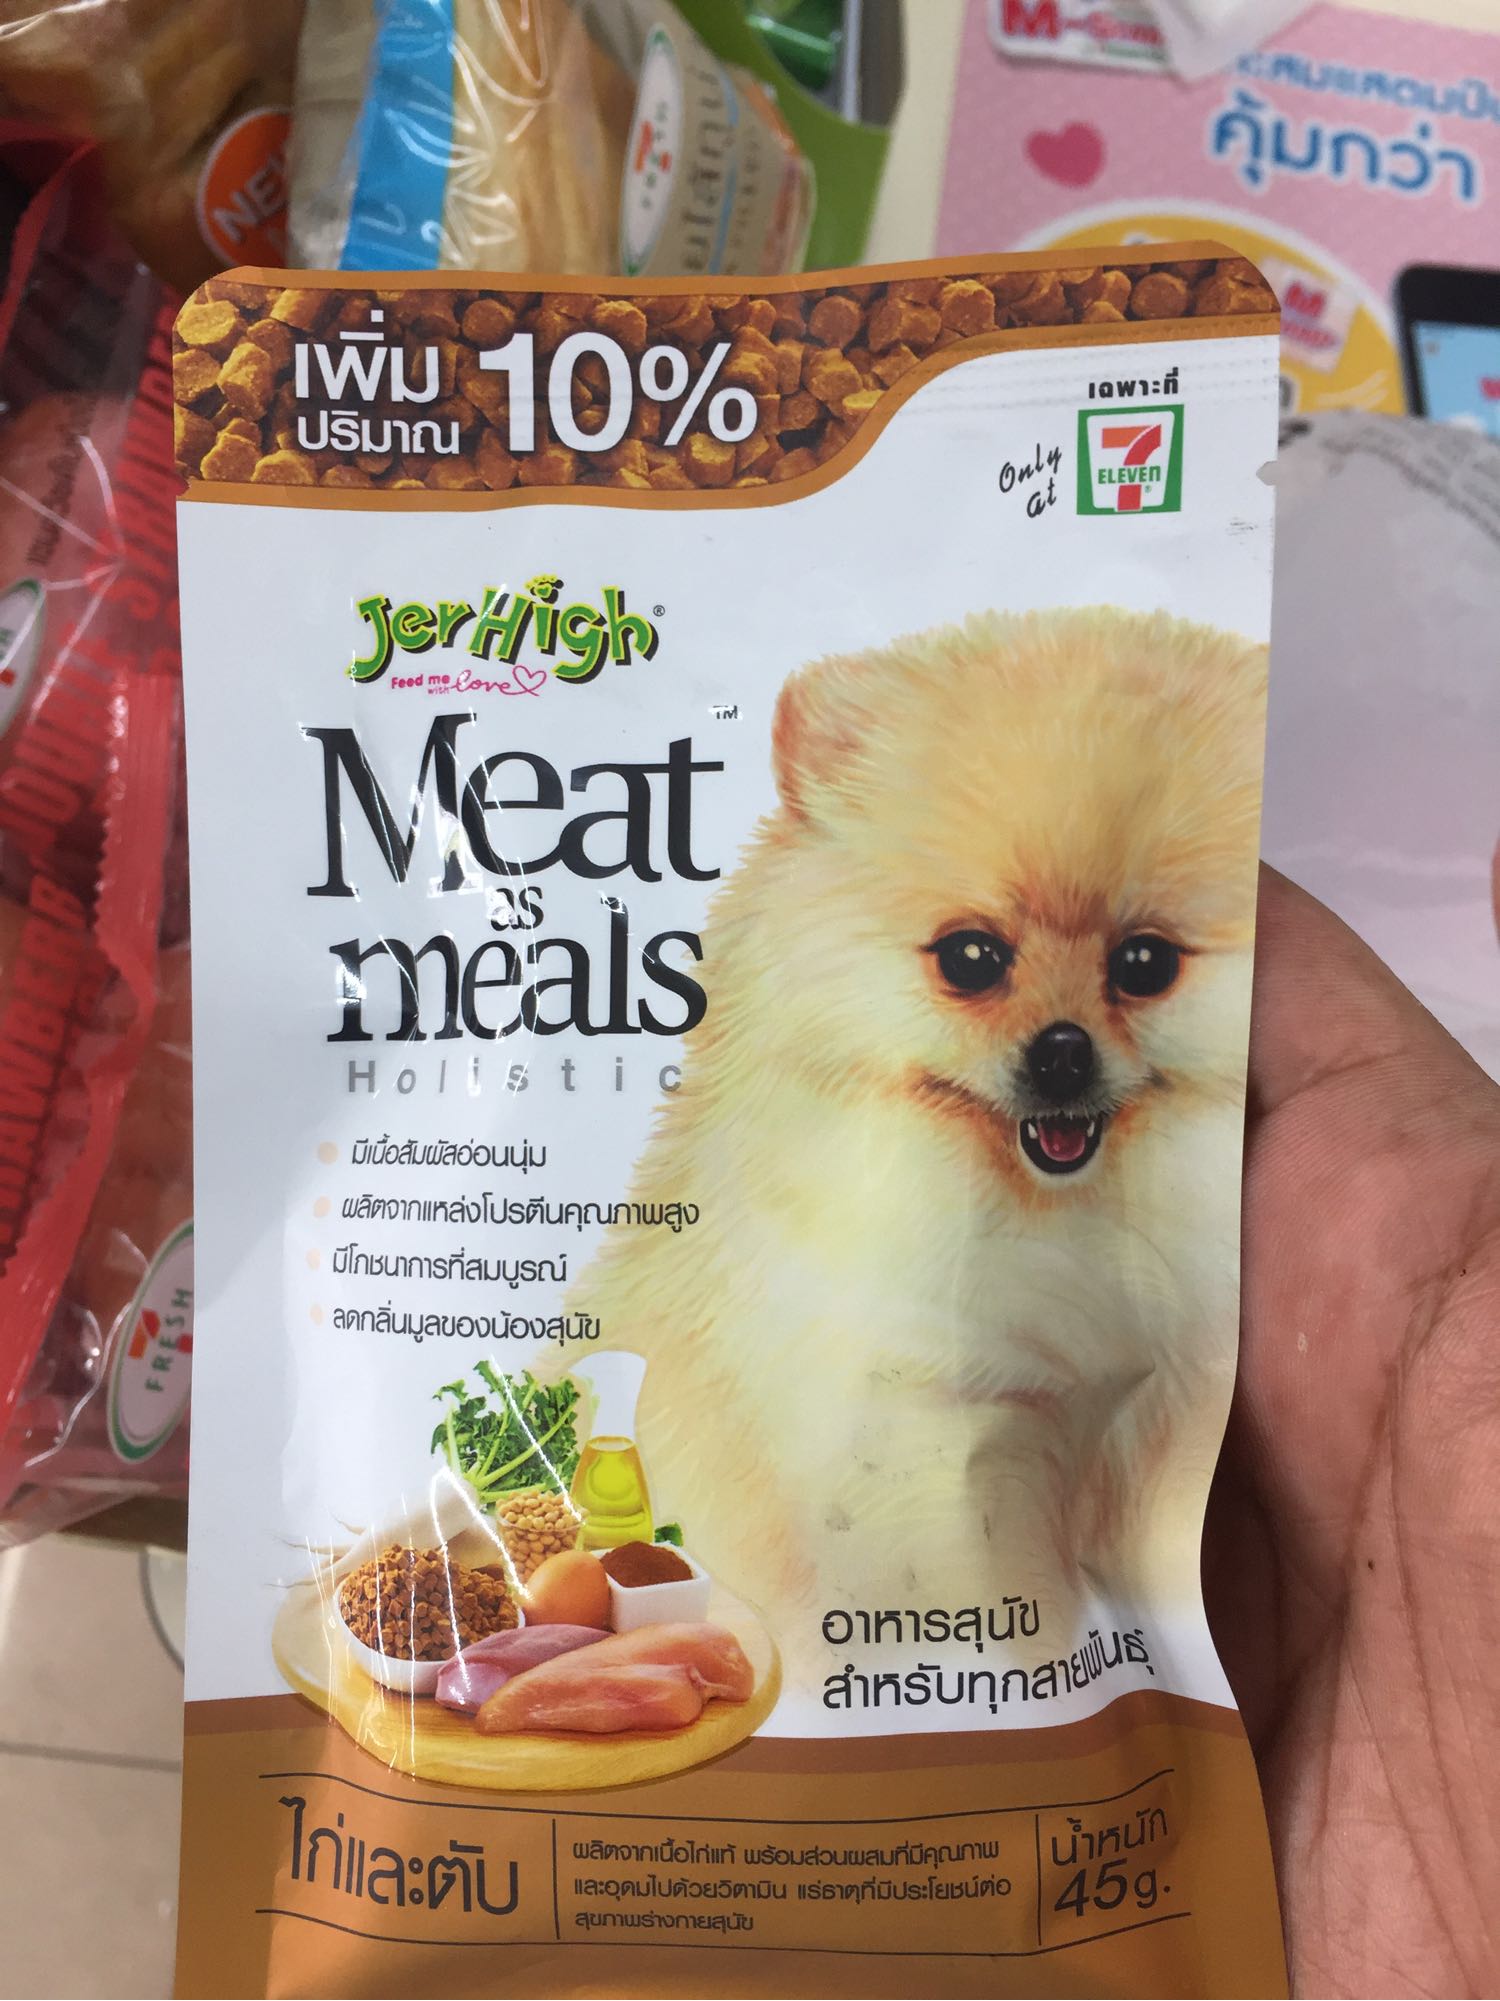 M-Stamp
คุ้มกว่า
NEW
FRESH
เพิ่ม
ปริมาณ 10%
เฉพาะที่
Only at
7
ELEVEN
JerHigh®
Feed me with love
Meat™
as
meals
Holistic
มีเนื้อสัมผัสอ่อนนุ่ม
ผลิตจากแหล่งโปรตีนคุณภาพสูง
มีโภชนาการที่สมบูรณ์
ลดกลิ่นมูลของน้องสุนัข
FRESH
อาหารสุนัข
สำหรับทุกสายพันธุ์
ไก่และตับ
ผลิตจากเนื้อไก่แท้ พร้อมส่วนผสมที่มีคุณภาพ
และอุดมไปด้วยวิตามิน แร่ธาตุที่มีประโยชน์ต่อ
สุขภาพร่างกายสุนัข
น้ำหนัก
45g.